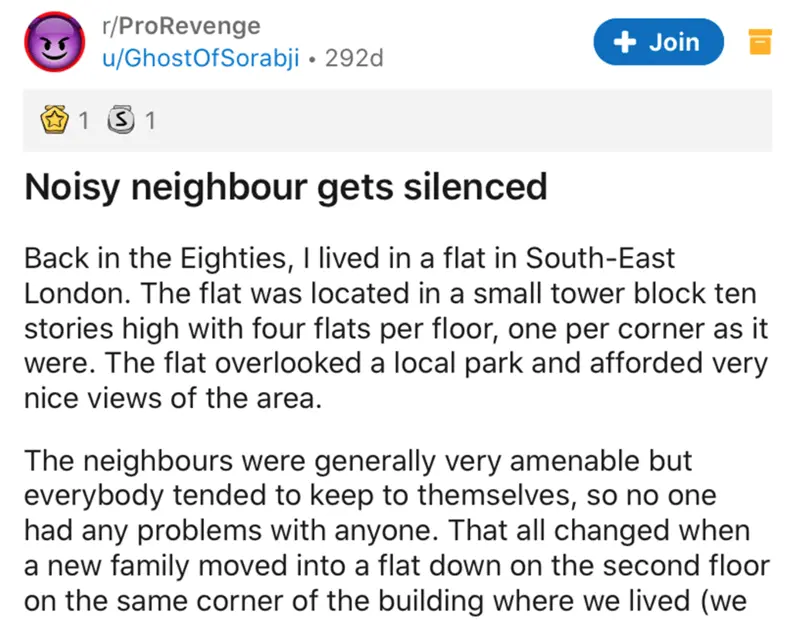 r/ProRevenge
u/GhostOfSorabji • 292d
+ Join
1 S 1
Noisy neighbour gets silenced
Back in the Eighties, I lived in a flat in South-East
London. The flat was located in a small tower block ten
stories high with four flats per floor, one per corner as it
were. The flat overlooked a local park and afforded very
nice views of the area.
The neighbours were generally very amenable but
everybody tended to keep to themselves, so no one
had any problems with anyone. That all changed when
a new family moved into a flat down on the second floor
on the same corner of the building where we lived (we